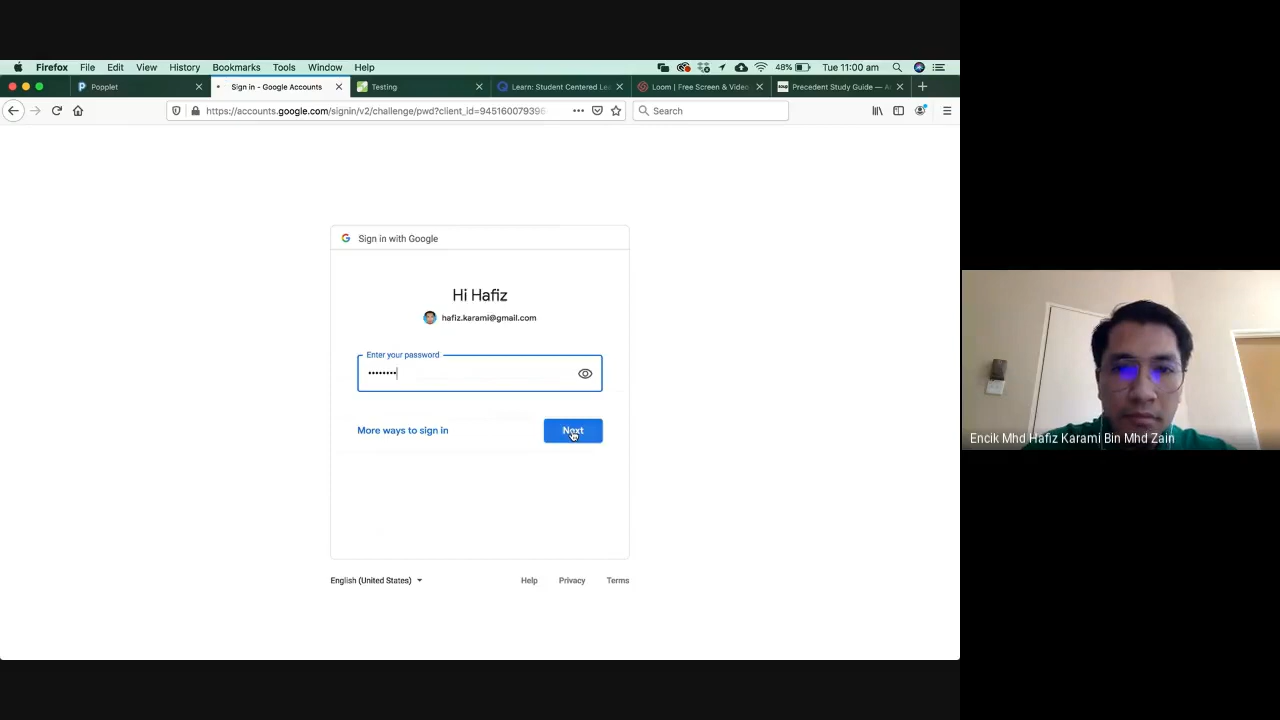 Firefox File Edit View History Bookmarks Tools Window Help 48% Tue 11:00 am
Popplet Sign in - Google Accounts Testing Learn: Student Centered Lea Loom | Free Screen & Video Precedent Study Guide — A
https://accounts.google.com/signin/v2/challenge/pwd?client_id=945160079398 Search
Sign in with Google
Hi Hafiz
hafiz.karami@gmail.com
Enter your password
••••••••
More ways to sign in Next
Encik Mhd Hafiz Karami Bin Mhd Zain
English (United States) Help Privacy Terms